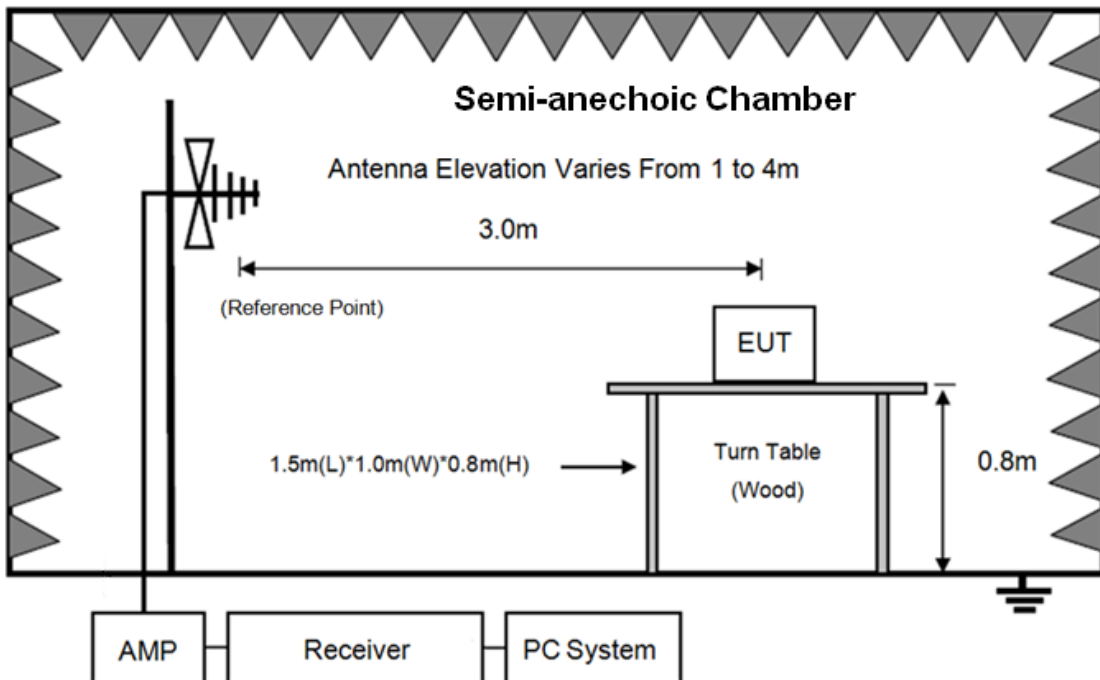 Semi-anechoic Chamber
Antenna Elevation Varies From 1 to 4m
3.0m
(Reference Point)
EUT
1.5m(L)*1.0m(W)*0.8m(H)
Turn Table
(Wood)
0.8m
AMP
Receiver
PC System